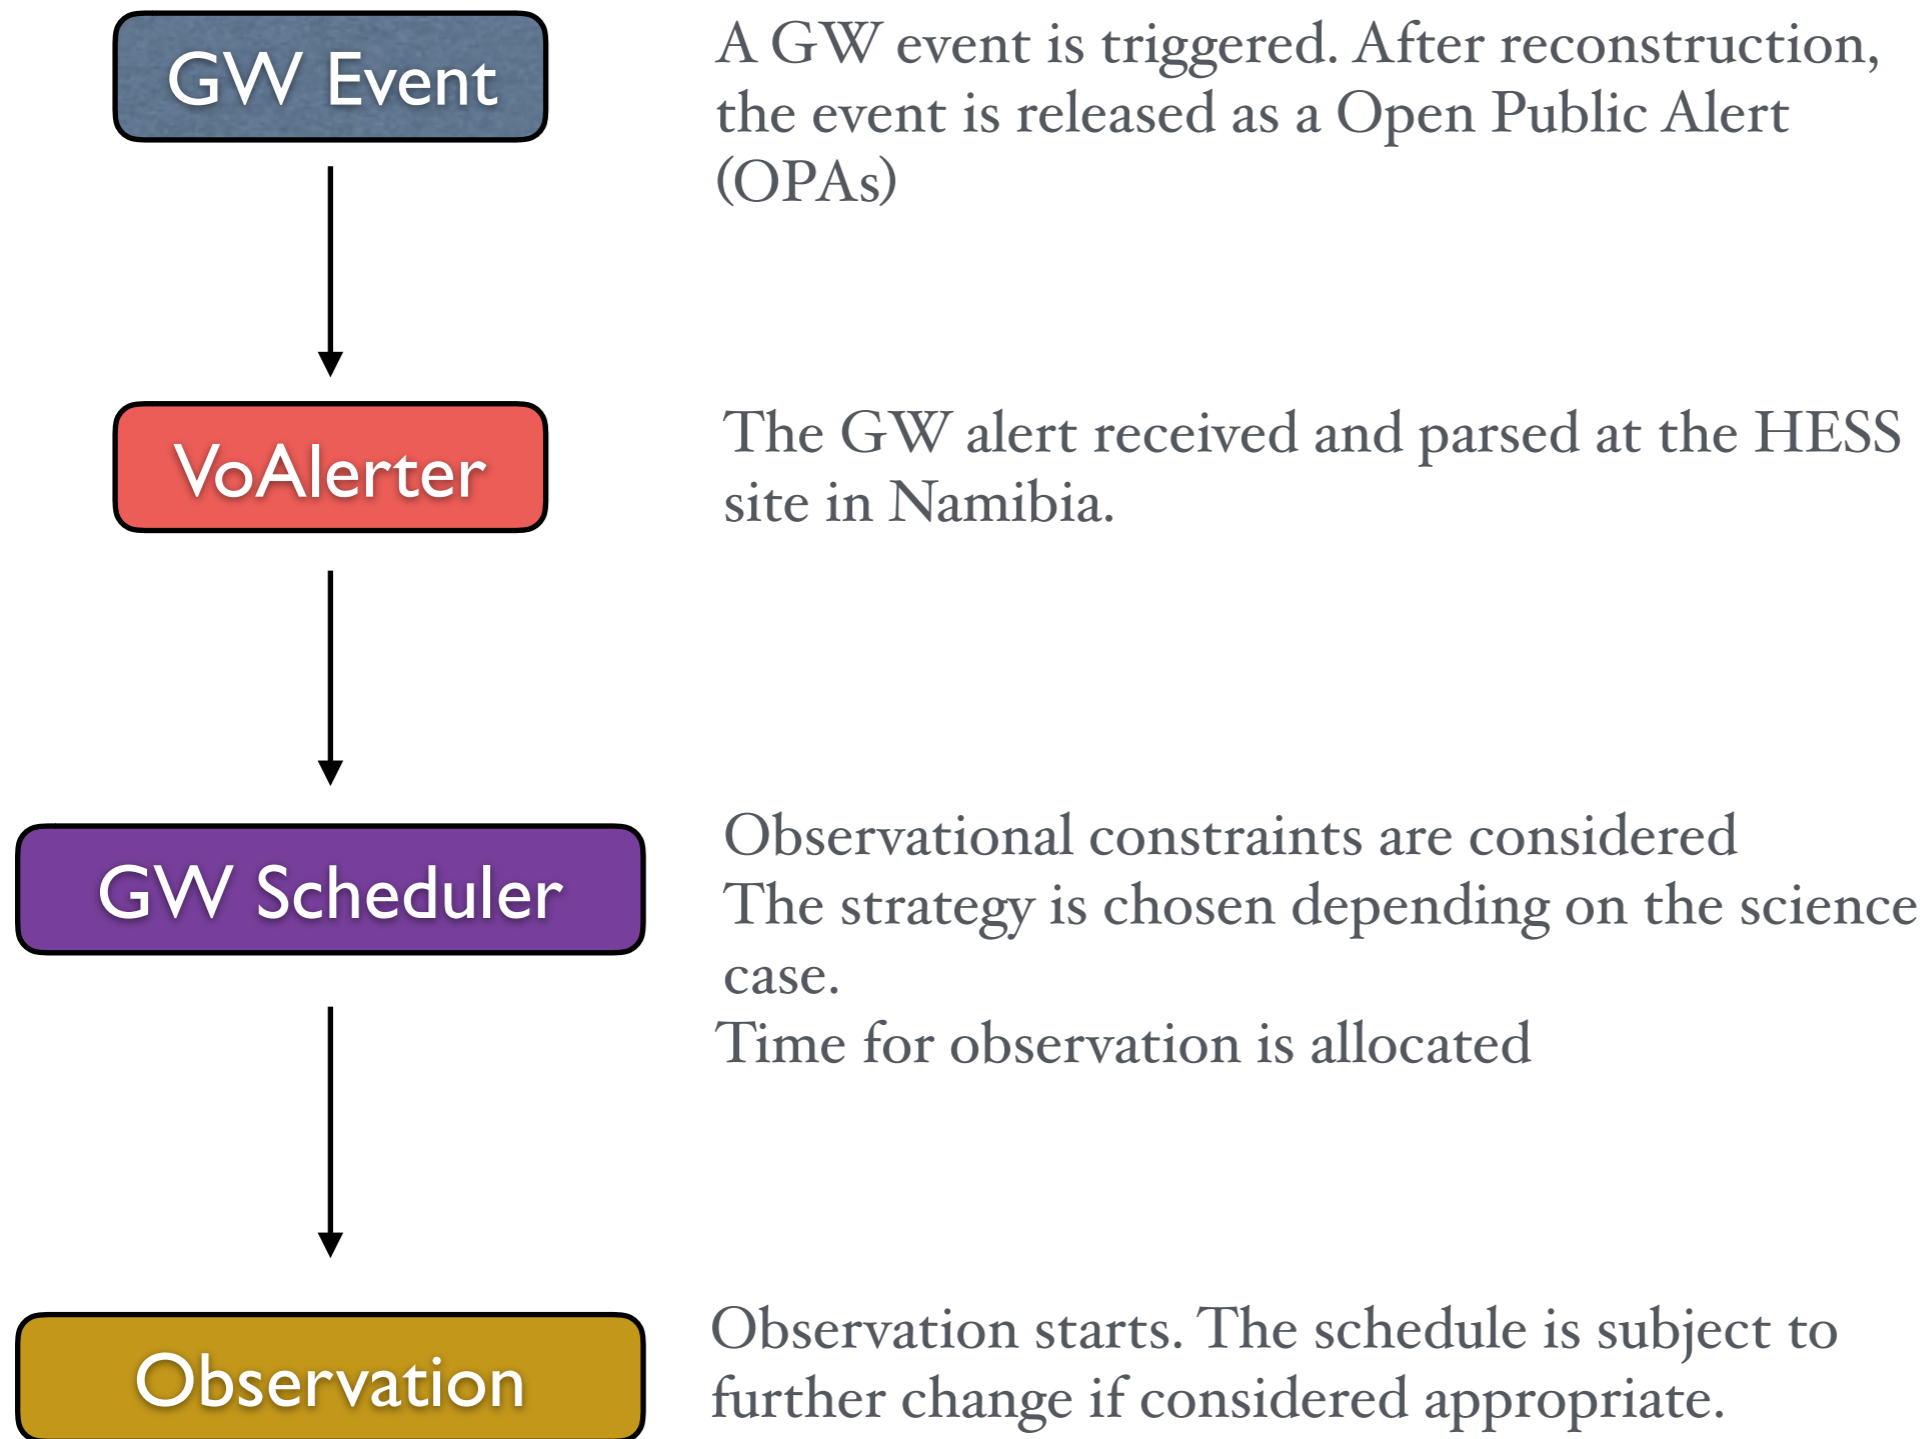 GW Event
A GW event is triggered. After reconstruction,
the event is released as a Open Public Alert
(OPAs)
VoAlerter
The GW alert received and parsed at the HESS
site in Namibia.
GW Scheduler
Observational constraints are considered
The strategy is chosen depending on the science
case.
Time for observation is allocated
Observation
Observation starts. The schedule is subject to
further change if considered appropriate.